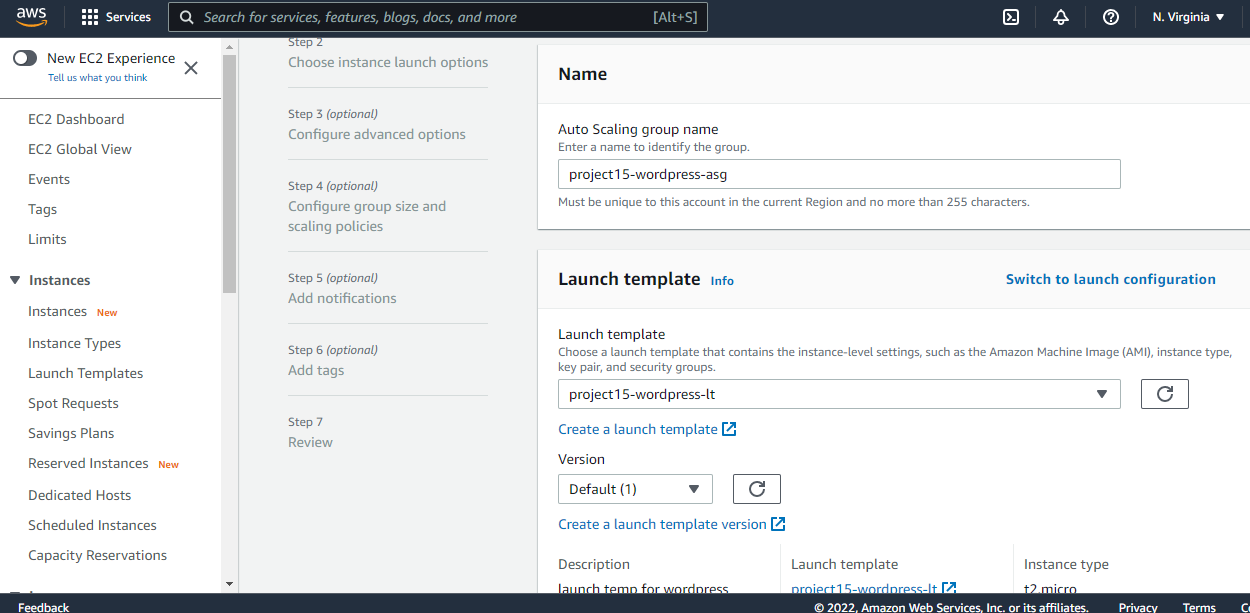 aws
Services
Search for services, features, blogs, docs, and more
[Alt+S]
N. Virginia
New EC2 Experience
Tell us what you think
EC2 Dashboard
EC2 Global View
Events
Tags
Limits
Instances
Instances New
Instance Types
Launch Templates
Spot Requests
Savings Plans
Reserved Instances New
Dedicated Hosts
Scheduled Instances
Capacity Reservations
Step 2
Choose instance launch options
Step 3 (optional)
Configure advanced options
Step 4 (optional)
Configure group size and
scaling policies
Step 5 (optional)
Add notifications
Step 6 (optional)
Add tags
Step 7
Review
Name
Auto Scaling group name
Enter a name to identify the group.
project15-wordpress-asg
Must be unique to this account in the current Region and no more than 255 characters.
Launch template Info
Switch to launch configuration
Launch template
Choose a launch template that contains the instance-level settings, such as the Amazon Machine Image (AMI), instance type,
key pair, and security groups.
project15-wordpress-lt
Create a launch template
Version
Default (1)
Create a launch template version
Description
launch temp for wordpress
Launch template
project15-wordpress-lt
Instance type
t2.micro
Feedback
© 2022, Amazon Web Services, Inc. or its affiliates.
Privacy
Terms